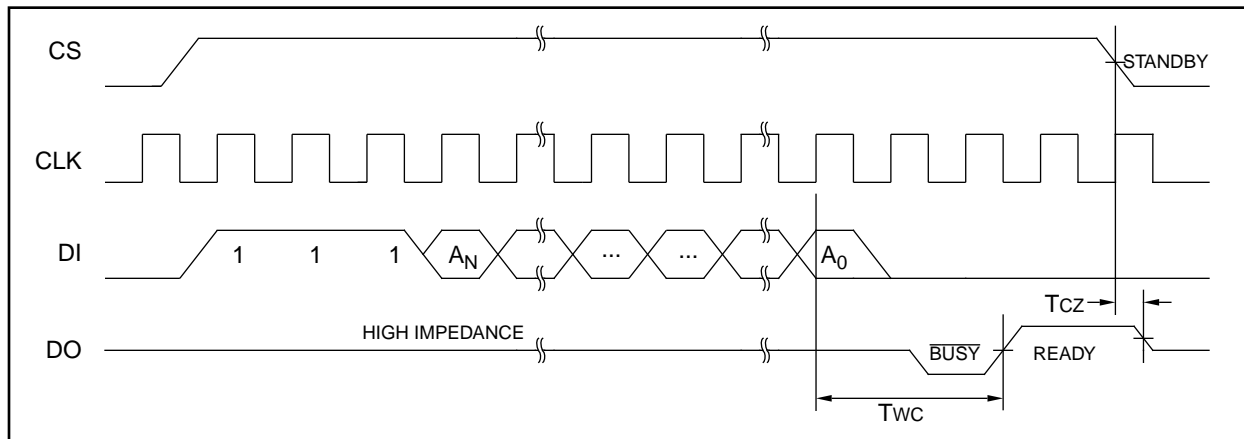 CS
STANDBY
CLK
DI
1 1 1 AN ... ... A0
TCZ
HIGH IMPEDANCE
DO
BUSY READY
TWC